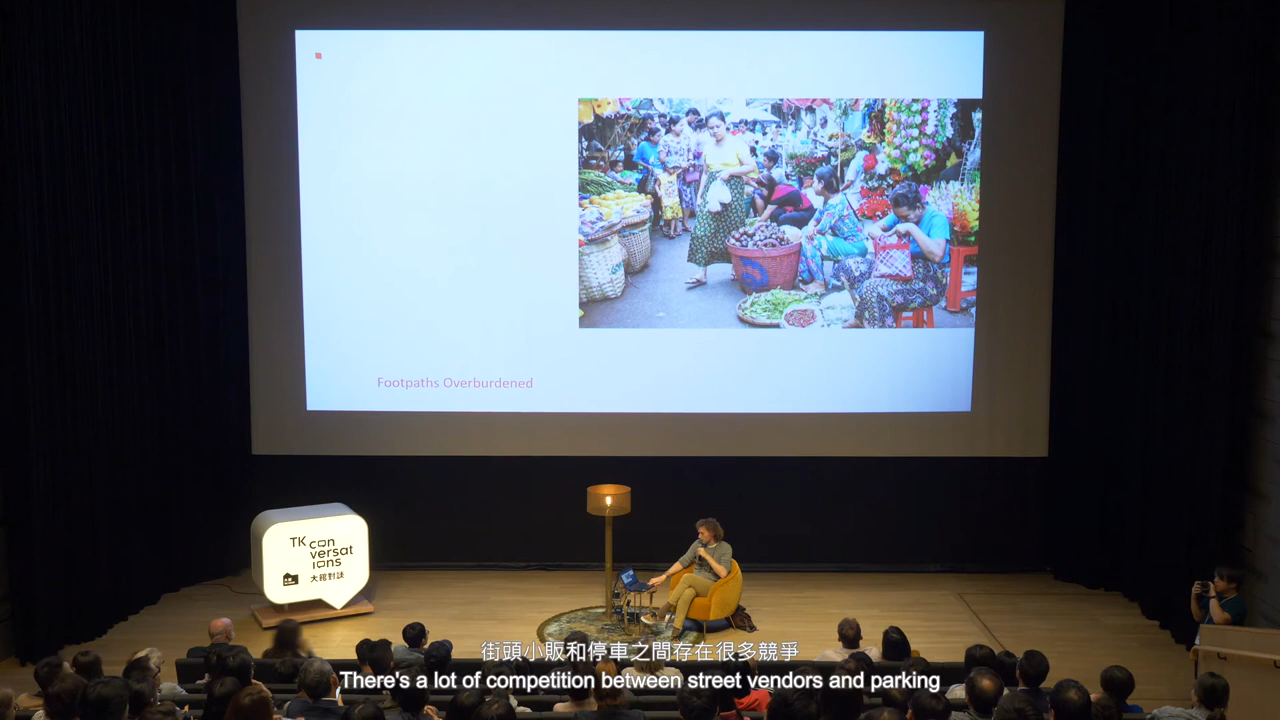 Footpaths Overburdened
TK con
versat
ions
大館對談
街頭小販和停車之間存在很多競爭
There's a lot of competition between street vendors and parking